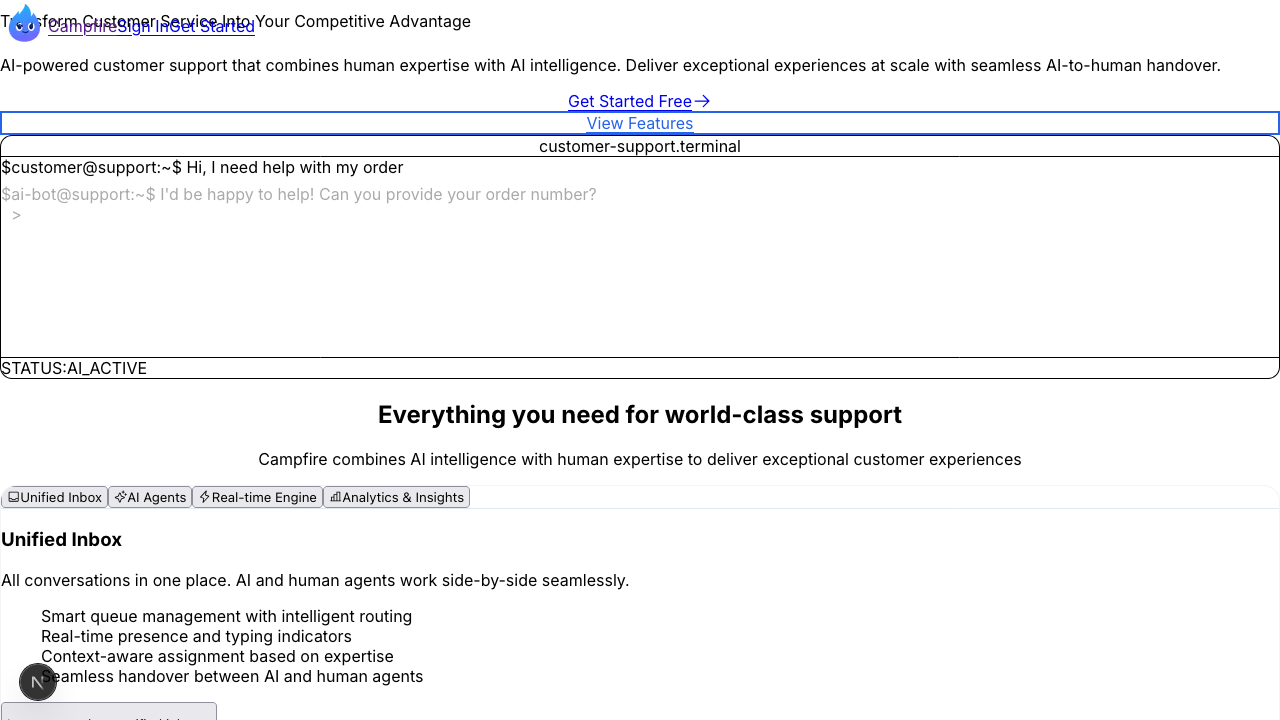 Transform Customer Service Into Your Competitive Advantage
Campfire Sign In Get Started
AI-powered customer support that combines human expertise with AI intelligence. Deliver exceptional experiences at scale with seamless AI-to-human handover.
Get Started Free
View Features
customer-support.terminal
$customer@support:~$ Hi, I need help with my order
$ai-bot@support:~$ I'd be happy to help! Can you provide your order number?
>
STATUS:AI_ACTIVE
Everything you need for world-class support
Campfire combines AI intelligence with human expertise to deliver exceptional customer experiences
Unified Inbox AI Agents Real-time Engine Analytics & Insights
Unified Inbox
All conversations in one place. AI and human agents work side-by-side seamlessly.
Smart queue management with intelligent routing
Real-time presence and typing indicators
Context-aware assignment based on expertise
Seamless handover between AI and human agents
N